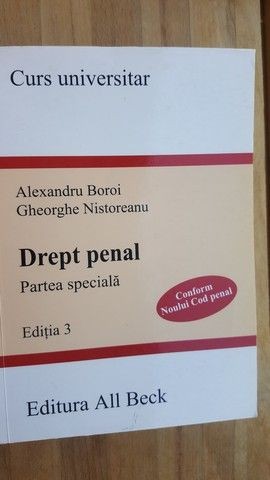 Curs universitar
Alexandru Boroi
Gheorghe Nistoreanu
Drept penal
Partea specială
Conform
Noului Cod penal
Ediția 3
Editura All Beck